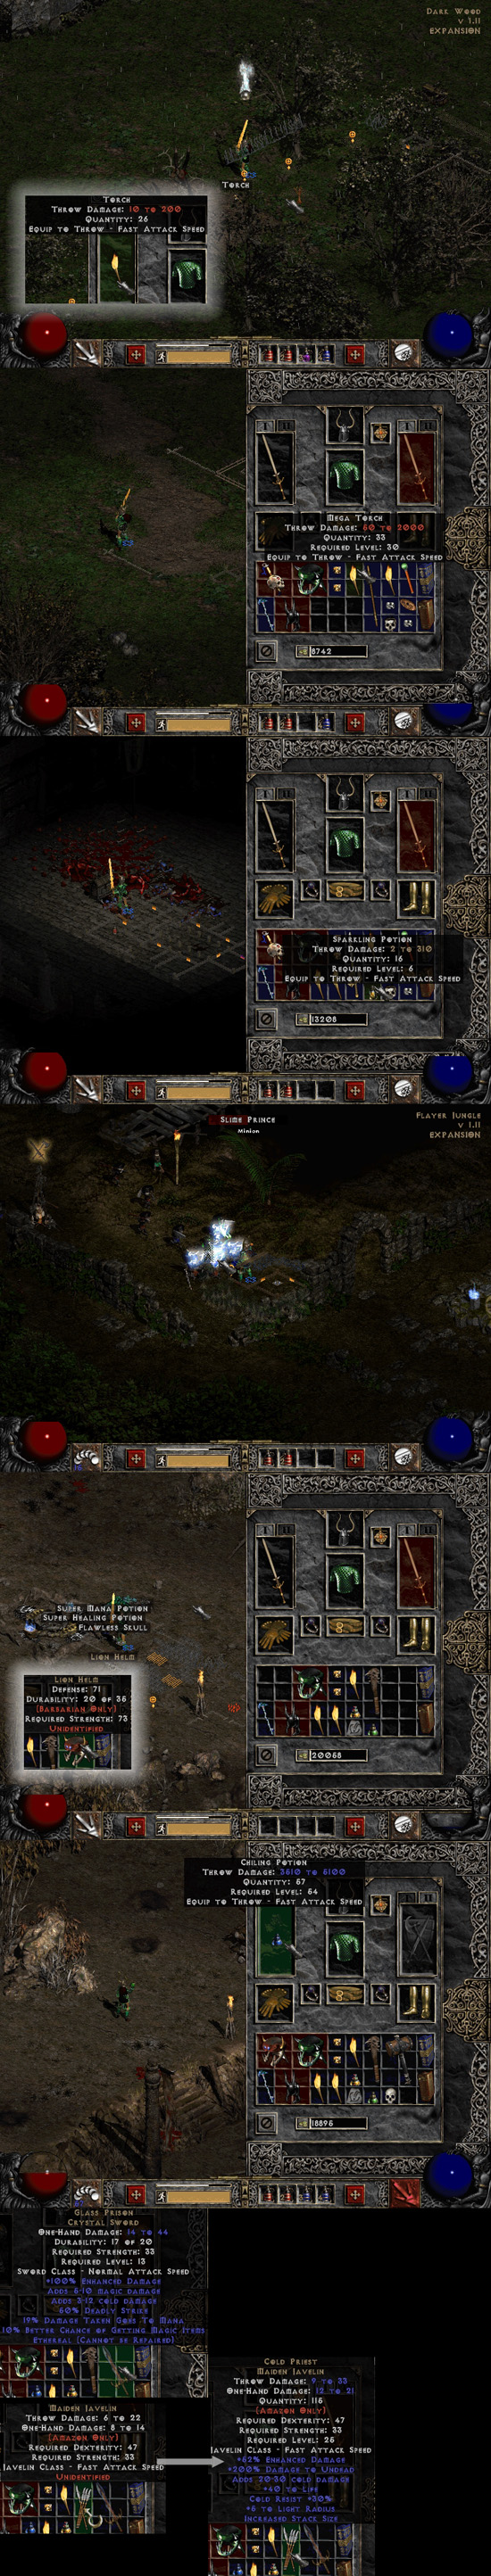 Dark Wood
v 1.11
Expansion
Torch
Torch
Throw Damage: 10 to 200
Quantity: 26
Equip to Throw - Fast Attack Speed
Mega Torch
Throw Damage: 60 to 2000
Quantity: 33
Required Level: 30
Equip to Throw - Fast Attack Speed
8742
Sparkling Potion
Throw Damage: 2 to 310
Quantity: 16
Required Level: 6
Equip to Throw - Fast Attack Speed
13208
Slime Prince
Minion
Flayer Jungle
v 1.11
Expansion
Super Mana Potion
Super Healing Potion
Flawless Skull
Lion Helm
Lion Helm
Defense: 71
Durability: 20 of 36
(Barbarian Only)
Required Strength: 73
Unidentified
20068
Chiling Potion
Throw Damage: 3610 to 6100
Quantity: 67
Required Level: 64
Equip to Throw - Fast Attack Speed
18895
Glass Prison
Crystal Sword
One-Hand Damage: 14 to 44
Durability: 17 of 20
Required Strength: 33
Required Level: 13
Sword Class - Normal Attack Speed
+100% Enhanced Damage
Adds 5-10 magic damage
Adds 3-12 cold damage
60% Deadly Strike
19% Damage Taken Goes To Mana
10% Better Chance of Getting Magic Items
Ethereal (Cannot be Repaired)
Maiden Javelin
Throw Damage: 6 to 22
One-Hand Damage: 8 to 14
(Amazon Only)
Required Dexterity: 47
Required Strength: 33
Javelin Class - Fast Attack Speed
Unidentified
Cold Priest
Maiden Javelin
Throw Damage: 9 to 33
One-Hand Damage: 12 to 21
Quantity: 116
(Amazon Only)
Required Dexterity: 47
Required Strength: 33
Required Level: 25
Javelin Class - Fast Attack Speed
+52% Enhanced Damage
+200% Damage to Undead
Adds 20-30 cold damage
+40 to Life
Cold Resist +30%
+6 to Light Radius
Increased Stack Size